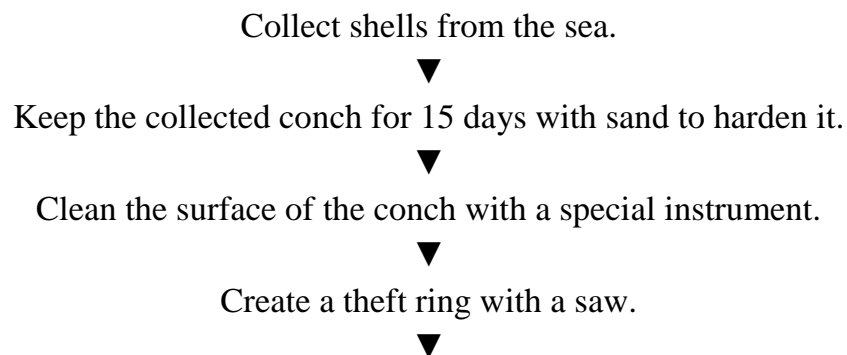 Collect shells from the sea.
▼
Keep the collected conch for 15 days with sand to harden it.
▼
Clean the surface of the conch with a special instrument.
▼
Create a theft ring with a saw.
▼